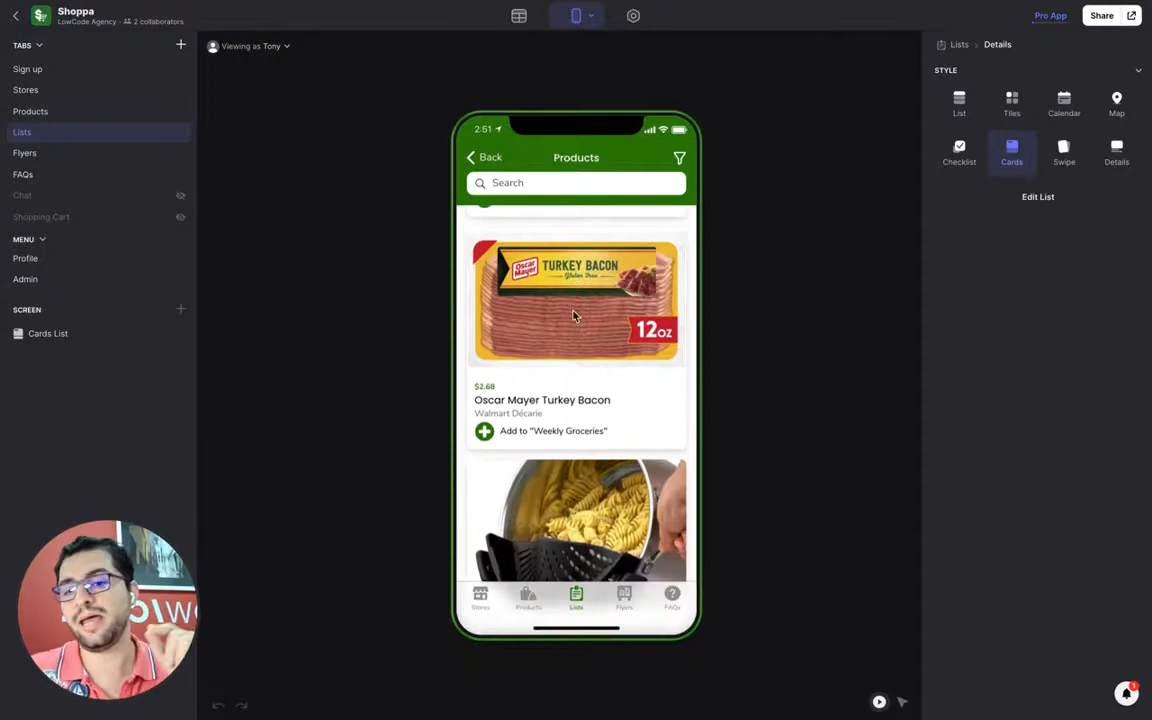 Shoppa
LowCode Agency · 2 collaborators
Pro App
Share
TABS
Sign up
Stores
Products
Lists
Flyers
FAQs
Chat
Shopping Cart
MENU
Profile
Admin
SCREEN
Cards List
Viewing as Tony
2:51
Back
Products
Search
Oscar Mayer
TURKEY BACON
Gluten Free
12oz
$2.68
Oscar Mayer Turkey Bacon
Walmart Décarie
Add to "Weekly Groceries"
Stores
Products
Lists
Flyers
FAQs
Lists > Details
STYLE
List
Tiles
Calendar
Map
Checklist
Cards
Swipe
Details
Edit List
1